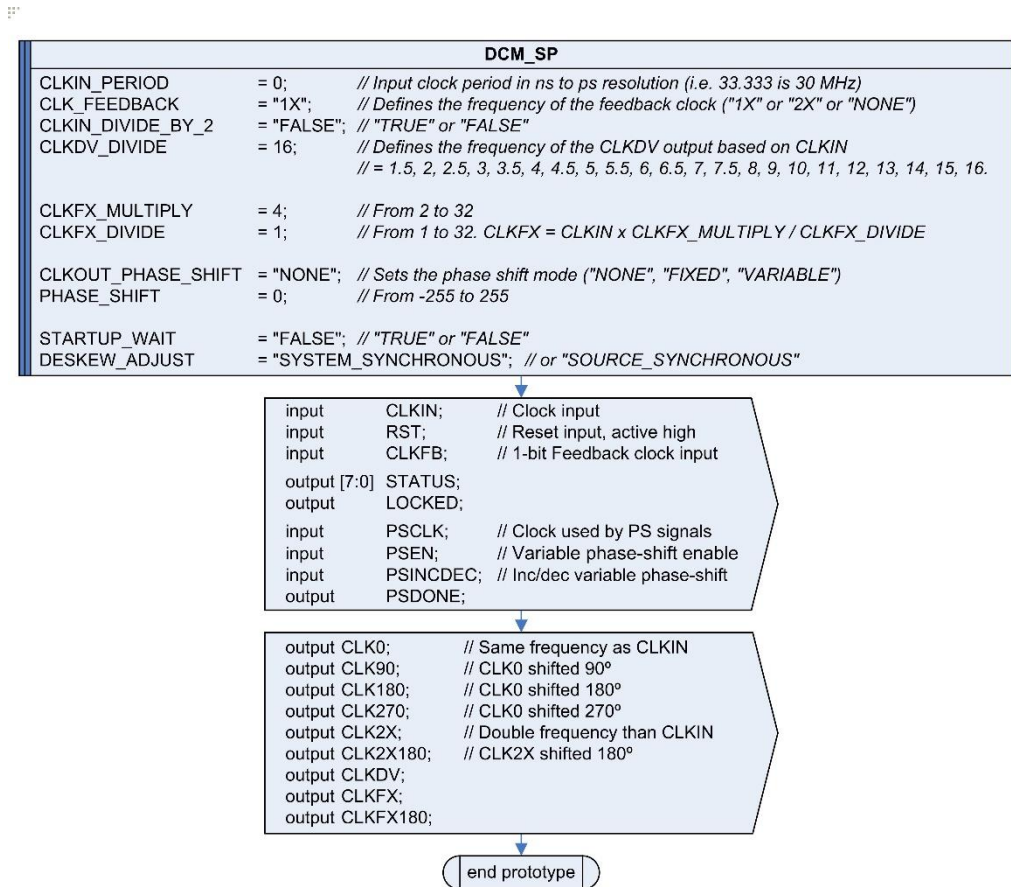 DCM_SP
CLKIN_PERIOD = 0; // Input clock period in ns to ps resolution (i.e. 33.333 is 30 MHz)
CLK_FEEDBACK = "1X"; // Defines the frequency of the feedback clock ("1X" or "2X" or "NONE")
CLKIN_DIVIDE_BY_2 = "FALSE"; // "TRUE" or "FALSE"
CLKDV_DIVIDE = 16; // Defines the frequency of the CLKDV output based on CLKIN
// = 1.5, 2, 2.5, 3, 3.5, 4, 4.5, 5, 5.5, 6, 6.5, 7, 7.5, 8, 9, 10, 11, 12, 13, 14, 15, 16.
CLKFX_MULTIPLY = 4; // From 2 to 32
CLKFX_DIVIDE = 1; // From 1 to 32. CLKFX = CLKIN x CLKFX_MULTIPLY / CLKFX_DIVIDE
CLKOUT_PHASE_SHIFT = "NONE"; // Sets the phase shift mode ("NONE", "FIXED", "VARIABLE")
PHASE_SHIFT = 0; // From -255 to 255
STARTUP_WAIT = "FALSE"; // "TRUE" or "FALSE"
DESKEW_ADJUST = "SYSTEM_SYNCHRONOUS"; // or "SOURCE_SYNCHRONOUS"
input CLKIN; // Clock input
input RST; // Reset input, active high
input CLKFB; // 1-bit Feedback clock input
output [7:0] STATUS;
output LOCKED;
input PSCLK; // Clock used by PS signals
input PSEN; // Variable phase-shift enable
input PSINCDEC; // Inc/dec variable phase-shift
output PSDONE;
output CLK0; // Same frequency as CLKIN
output CLK90; // CLK0 shifted 90º
output CLK180; // CLK0 shifted 180º
output CLK270; // CLK0 shifted 270º
output CLK2X; // Double frequency than CLKIN
output CLK2X180; // CLK2X shifted 180º
output CLKDV;
output CLKFX;
output CLKFX180;
end prototype